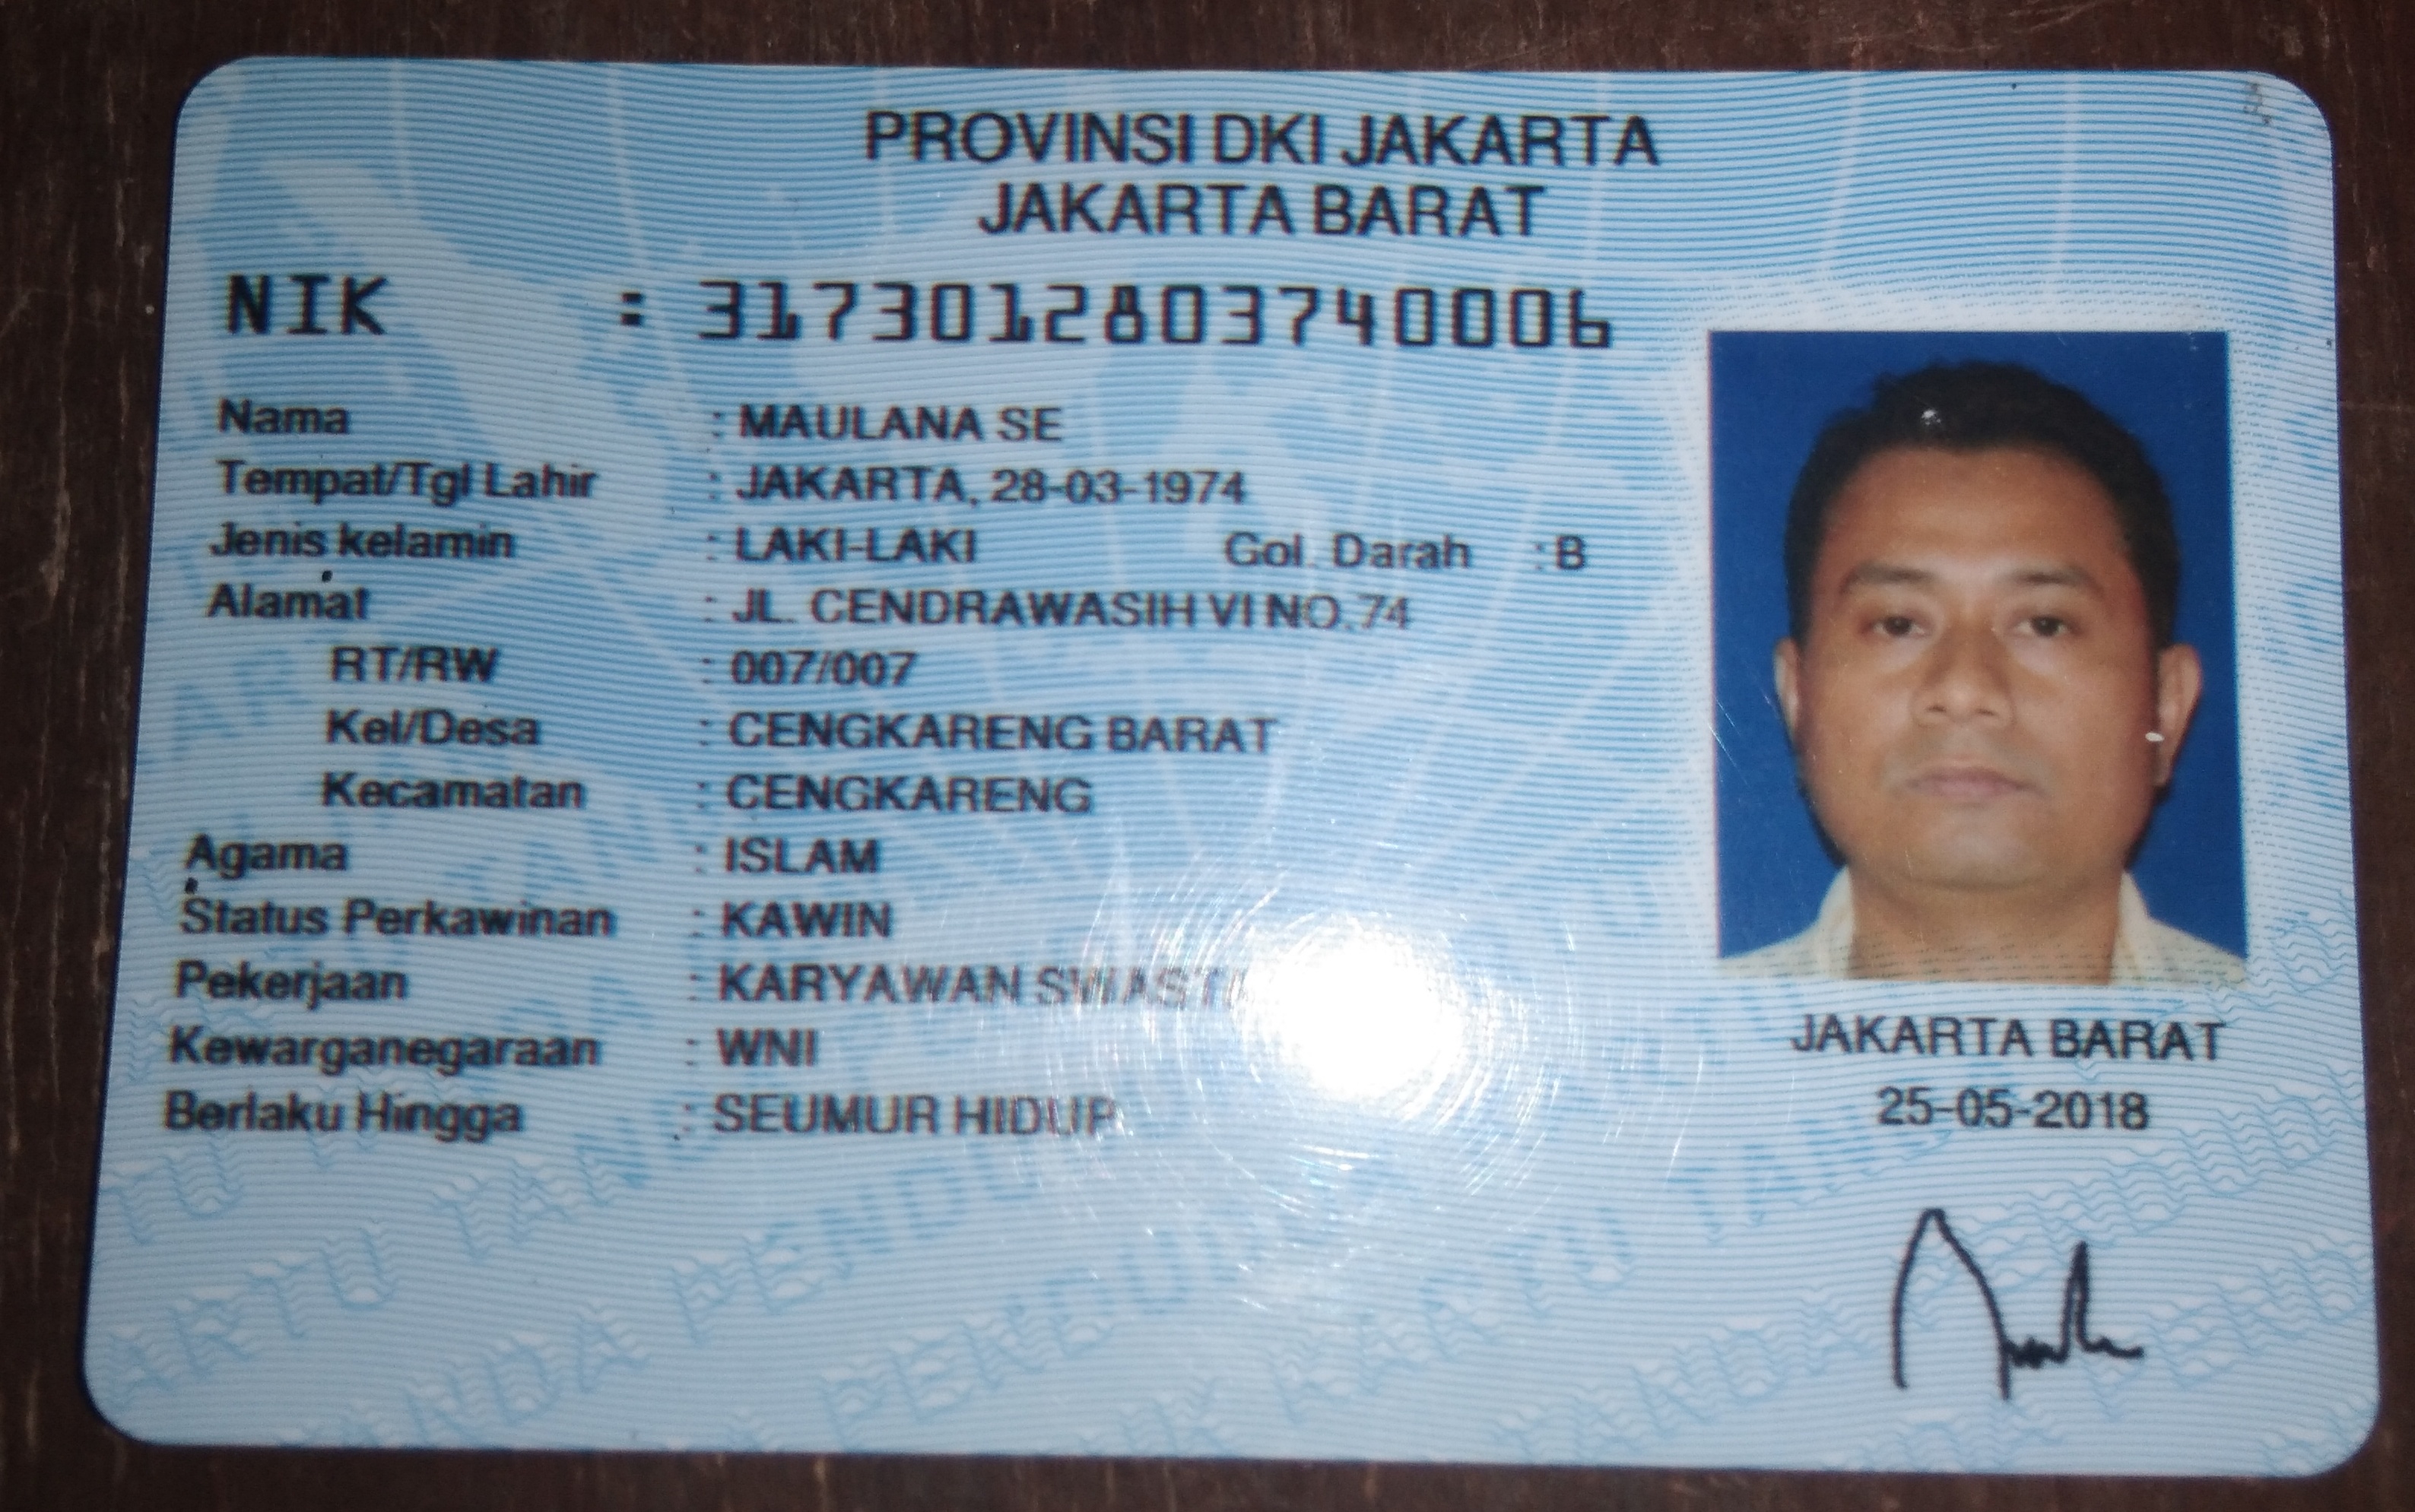 PROVINSI DKI JAKARTA
JAKARTA BARAT
NIK : 3173012803740006
Nama : MAULANA SE
Tempat/Tgl Lahir : JAKARTA, 28-03-1974
Jenis kelamin : LAKI-LAKI Gol. Darah : B
Alamat : JL. CENDRAWASIH VI NO.74
RT/RW : 007/007
Kel/Desa : CENGKARENG BARAT
Kecamatan : CENGKARENG
Agama : ISLAM
Status Perkawinan : KAWIN
Pekerjaan : KARYAWAN
Kewarganegaraan : WNI
Berlaku Hingga : SEUMUR HIDUP
JAKARTA BARAT
25-05-2018